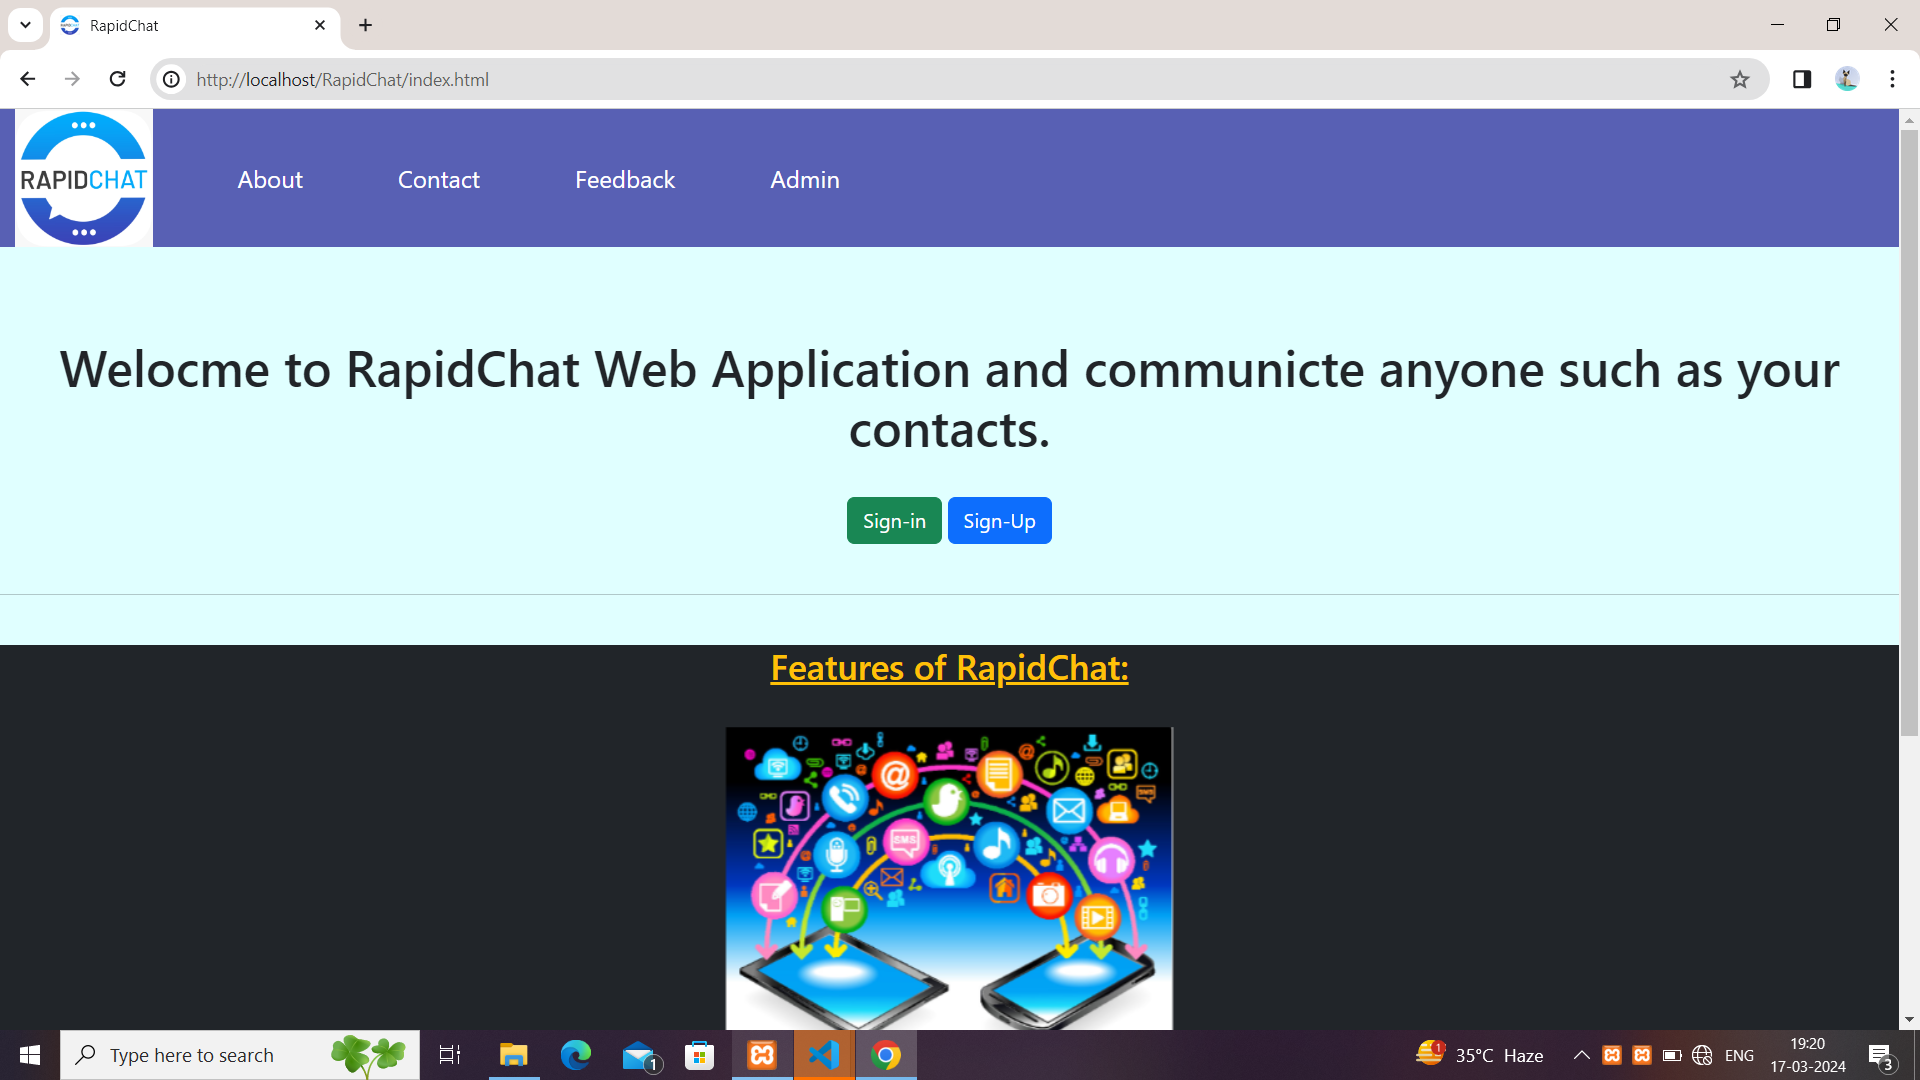 RapidChat
http://localhost/RapidChat/index.html
RAPIDCHAT
About
Contact
Feedback
Admin
Welocme to RapidChat Web Application and communicte anyone such as your
contacts.
Sign-in
Sign-Up
Features of RapidChat:
SMS
Type here to search
1
1
35°C Haze
ENG
19:20
17-03-2024
3